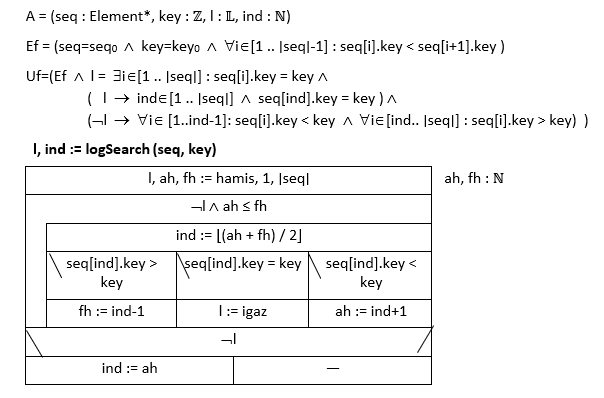 A = (seq : Element*, key : ℤ, l : 𝕃, ind : ℕ)
Ef = (seq=seq₀ ∧ key=key₀ ∧ ∀i∈[1 .. |seq|-1] : seq[i].key < seq[i+1].key )
Uf=(Ef ∧ l = ∃i∈[1 .. |seq|] : seq[i].key = key ∧
( l → ind∈[1 .. |seq|] ∧ seq[ind].key = key ) ∧
(¬l → ∀i∈ [1..ind-1]: seq[i].key < key ∧ ∀i∈[ind.. |seq|] : seq[i].key > key) )
l, ind := logSearch (seq, key)
l, ah, fh := hamis, 1, |seq| ah, fh : ℕ
¬l ∧ ah ≤ fh
ind := ⌊(ah + fh) / 2⌋
seq[ind].key > key
seq[ind].key = key
seq[ind].key < key
fh := ind-1 l := igaz ah := ind+1
¬l
ind := ah —